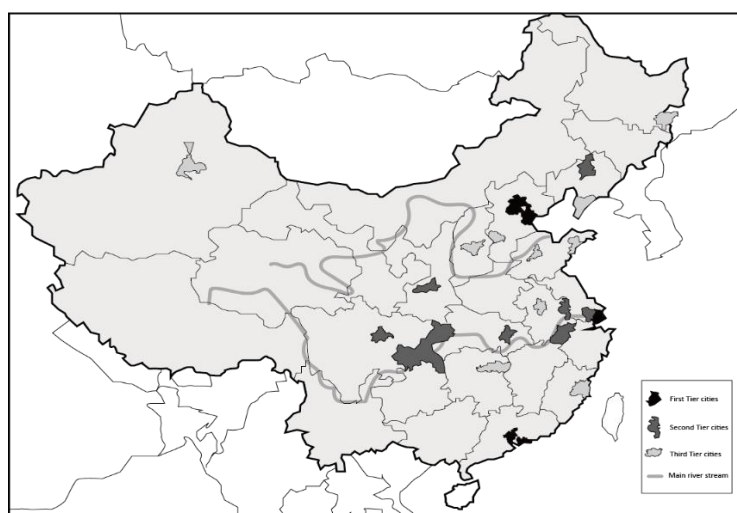 First Tier cities
Second Tier cities
Third Tier cities
Main river stream